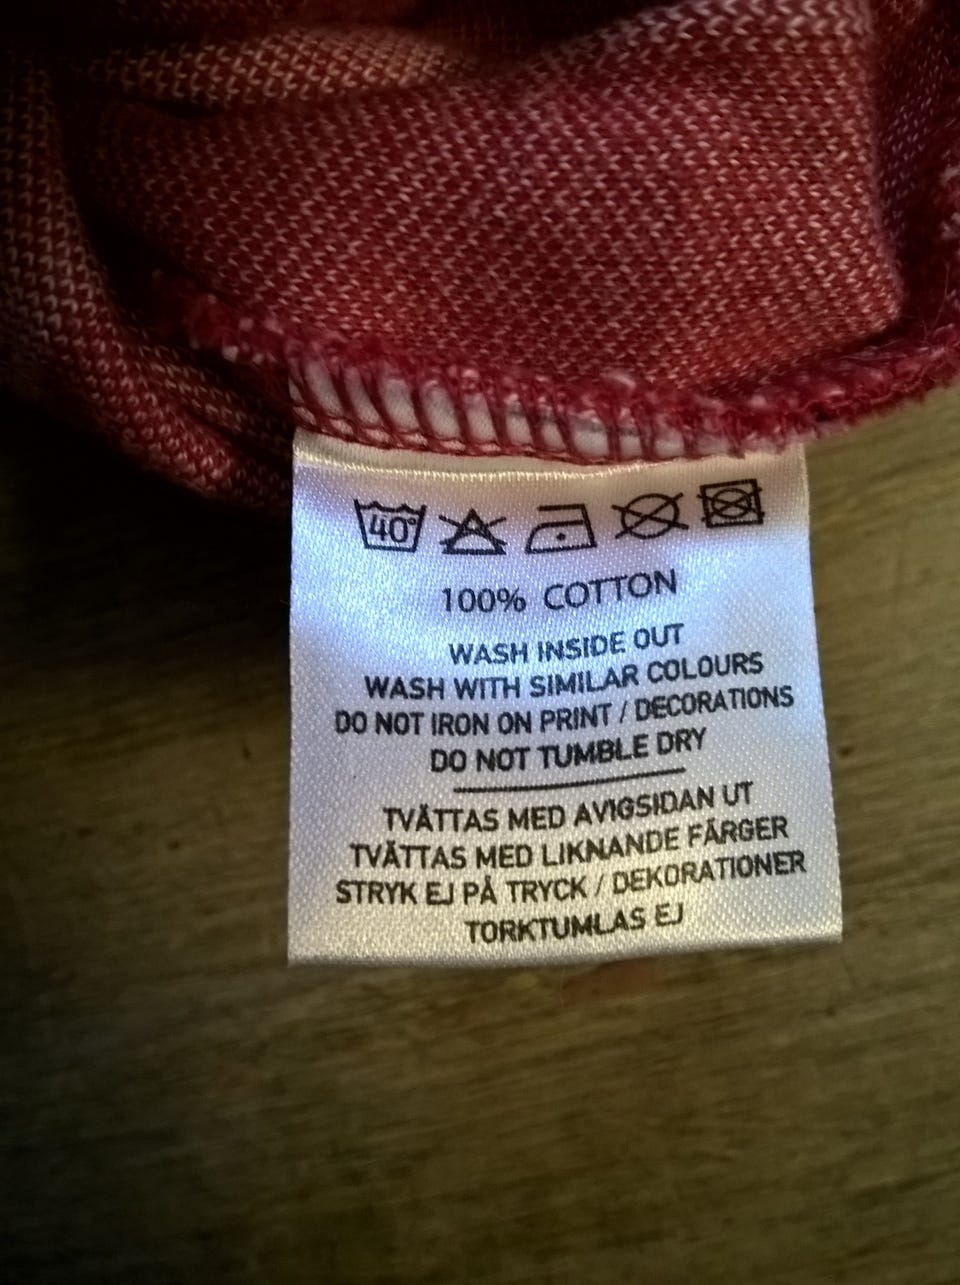 40°
100% COTTON
WASH INSIDE OUT
WASH WITH SIMILAR COLOURS
DO NOT IRON ON PRINT / DECORATIONS
DO NOT TUMBLE DRY
TVÄTTAS MED AVIGSIDAN UT
TVÄTTAS MED LIKNANDE FÄRGER
STRYK EJ PÅ TRYCK / DEKORATIONER
TORKTUMLAS EJ